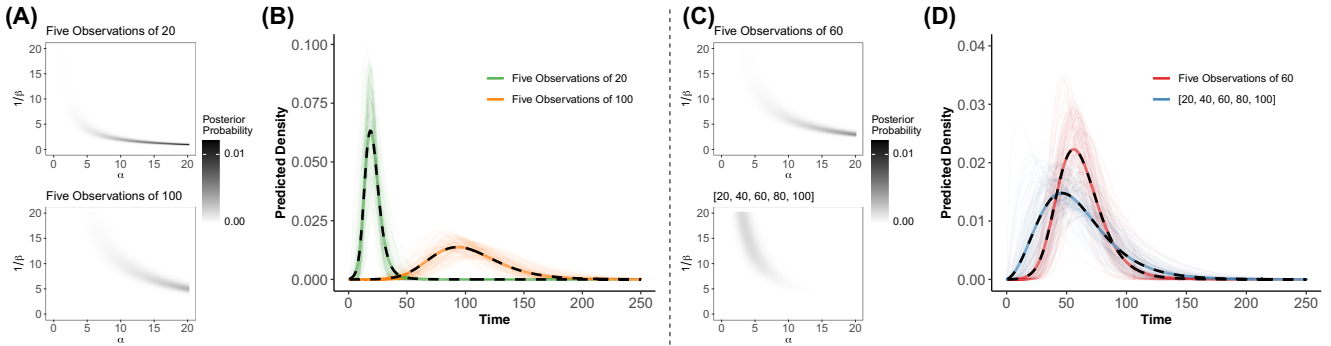 (A)
Five Observations of 20
20
15
10
5
0
1/β
0 5 10 15 20
α
Posterior
Probability
0.01
0.00
Five Observations of 100
20
15
10
5
0
1/β
0 5 10 15 20
α
(B)
0.100
0.075
0.050
0.025
0.000
Predicted Density
0 50 100 150 200 250
Time
Five Observations of 20
Five Observations of 100
(C)
Five Observations of 60
20
15
10
5
0
1/β
0 5 10 15 20
α
Posterior
Probability
0.01
0.00
[20, 40, 60, 80, 100]
20
15
10
5
0
1/β
0 5 10 15 20
α
(D)
0.04
0.03
0.02
0.01
0.00
Predicted Density
0 50 100 150 200 250
Time
Five Observations of 60
[20, 40, 60, 80, 100]